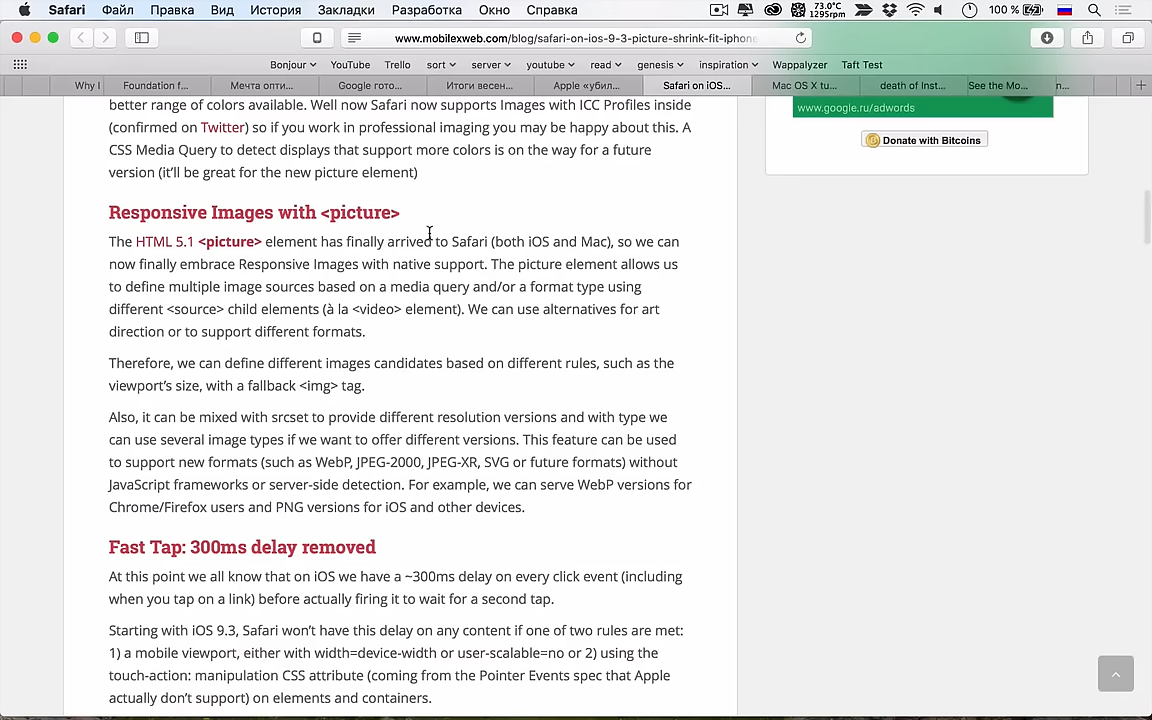 Safari Файл Правка Вид История Закладки Разработка Окно Справка 73.0°C 1295rpm 100 %
www.mobilexweb.com/blog/safari-on-ios-9-3-picture-shrink-fit-iphone
Bonjour YouTube Trello sort server youtube read genesis inspiration Wappalyzer Taft Test
Why I Foundation f... Мечта опти... Google гото... Итоги весен... Apple «убил... Safari on iOS... Mac OS X tu... death of Inst... See the Mo... n...
better range of colors available. Well now Safari now supports Images with ICC Profiles inside
(confirmed on Twitter) so if you work in professional imaging you may be happy about this. A
CSS Media Query to detect displays that support more colors is on the way for a future
version (it'll be great for the new picture element)
www.google.ru/adwords
Donate with Bitcoins
Responsive Images with <picture>
The HTML 5.1 <picture> element has finally arrived to Safari (both iOS and Mac), so we can
now finally embrace Responsive Images with native support. The picture element allows us
to define multiple image sources based on a media query and/or a format type using
different <source> child elements (à la <video> element). We can use alternatives for art
direction or to support different formats.
Therefore, we can define different images candidates based on different rules, such as the
viewport's size, with a fallback <img> tag.
Also, it can be mixed with srcset to provide different resolution versions and with type we
can use several image types if we want to offer different versions. This feature can be used
to support new formats (such as WebP, JPEG-2000, JPEG-XR, SVG or future formats) without
JavaScript frameworks or server-side detection. For example, we can serve WebP versions for
Chrome/Firefox users and PNG versions for iOS and other devices.
Fast Tap: 300ms delay removed
At this point we all know that on iOS we have a ~300ms delay on every click event (including
when you tap on a link) before actually firing it to wait for a second tap.
Starting with iOS 9.3, Safari won't have this delay on any content if one of two rules are met:
1) a mobile viewport, either with width=device-width or user-scalable=no or 2) using the
touch-action: manipulation CSS attribute (coming from the Pointer Events spec that Apple
actually don't support) on elements and containers.